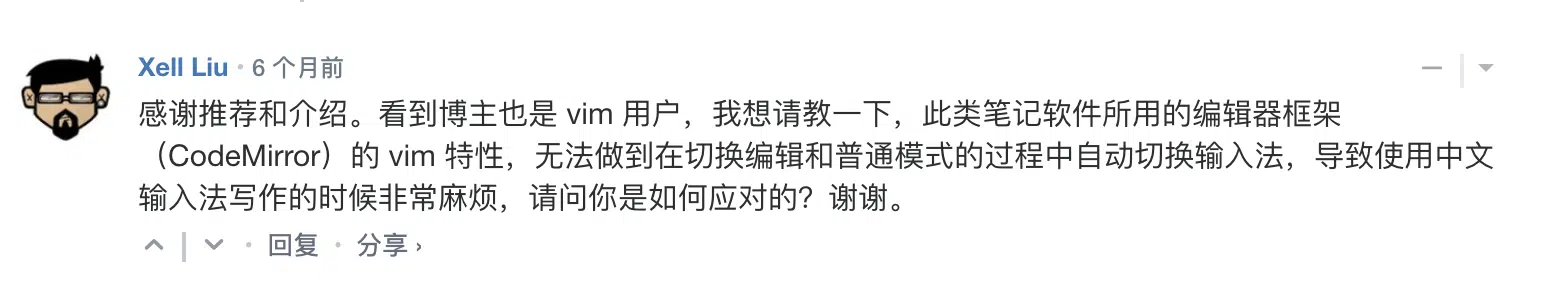 Xell Liu • 6 个月前
感谢推荐和介绍。看到博主也是 vim 用户，我想请教一下，此类笔记软件所用的编辑器框架
（CodeMirror）的 vim 特性，无法做到在切换编辑和普通模式的过程中自动切换输入法，导致使用中文
输入法写作的时候非常麻烦，请问你是如何应对的？谢谢。
• 回复 • 分享 ›